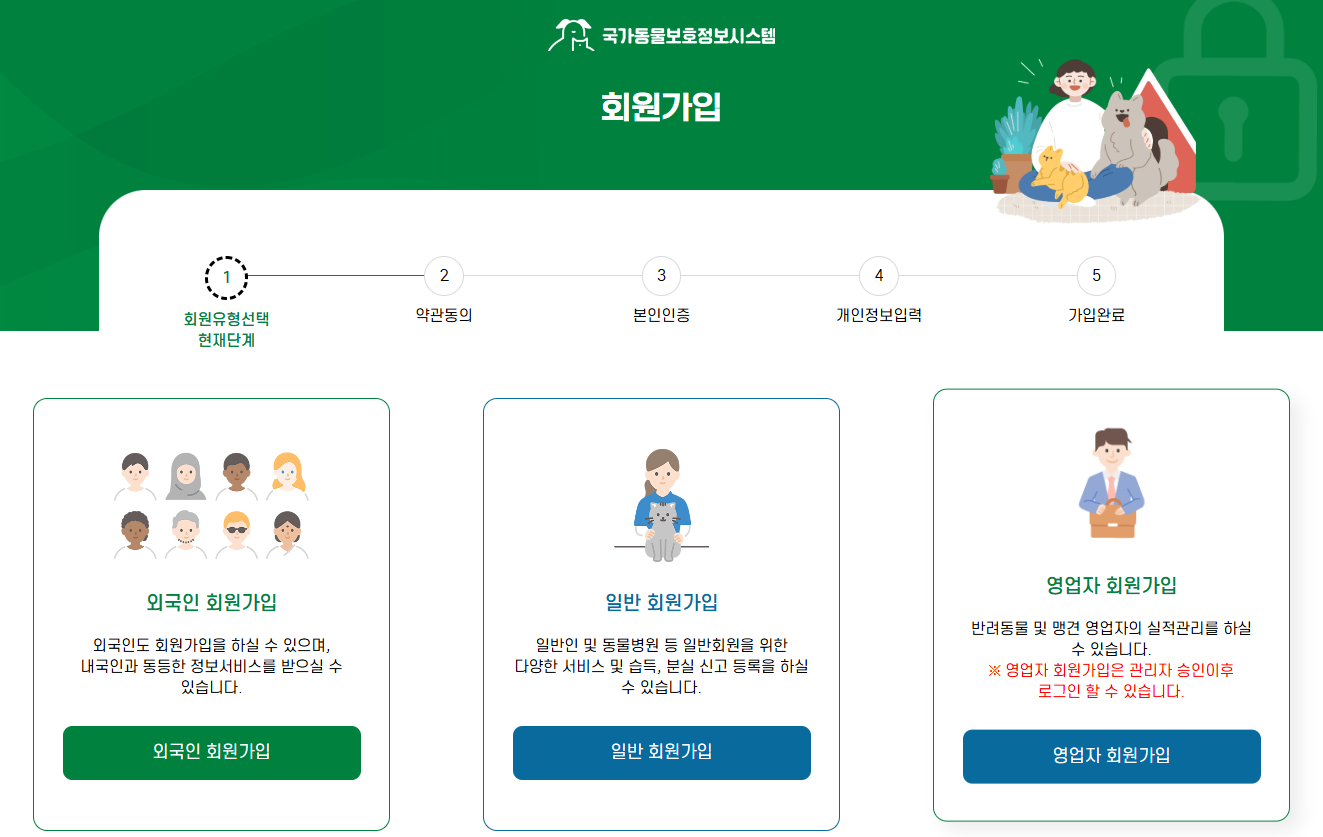 국가동물보호정보시스템
회원가입
1
2
3
4
5
회원유형선택
현재단계
약관동의
본인인증
개인정보입력
가입완료
외국인 회원가입
외국인도 회원가입을 하실 수 있으며,
내국인과 동등한 정보서비스를 받으실 수
있습니다.
외국인 회원가입
일반 회원가입
일반인 및 동물병원 등 일반회원을 위한
다양한 서비스 및 습득, 분실 신고 등록을 하실
수 있습니다.
일반 회원가입
영업자 회원가입
반려동물 및 맹견 영업자의 실적관리를 하실
수 있습니다.
※ 영업자 회원가입은 관리자 승인이후
로그인 할 수 있습니다.
영업자 회원가입